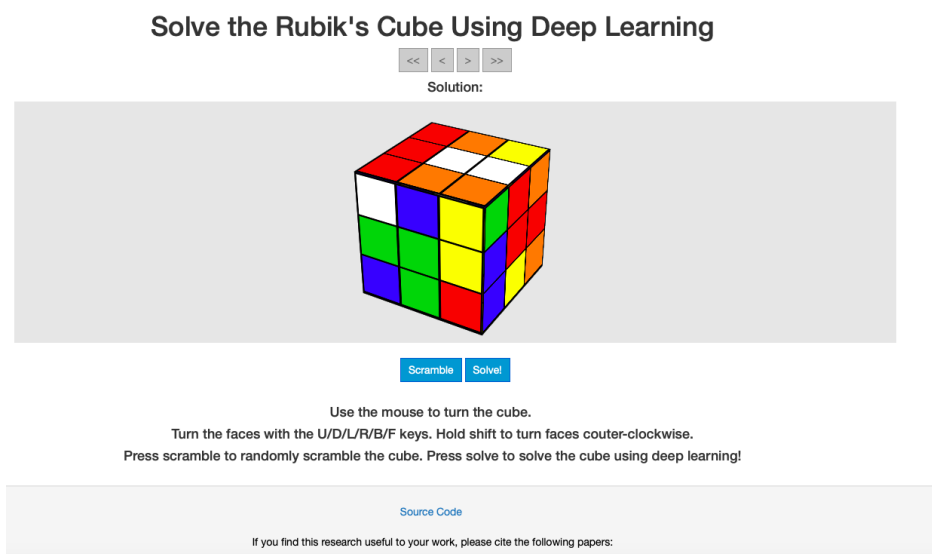 Solve the Rubik's Cube Using Deep Learning
<< < > >>
Solution:
Scramble Solve!
Use the mouse to turn the cube.
Turn the faces with the U/D/L/R/B/F keys. Hold shift to turn faces couter-clockwise.
Press scramble to randomly scramble the cube. Press solve to solve the cube using deep learning!
Source Code
If you find this research useful to your work, please cite the following papers: